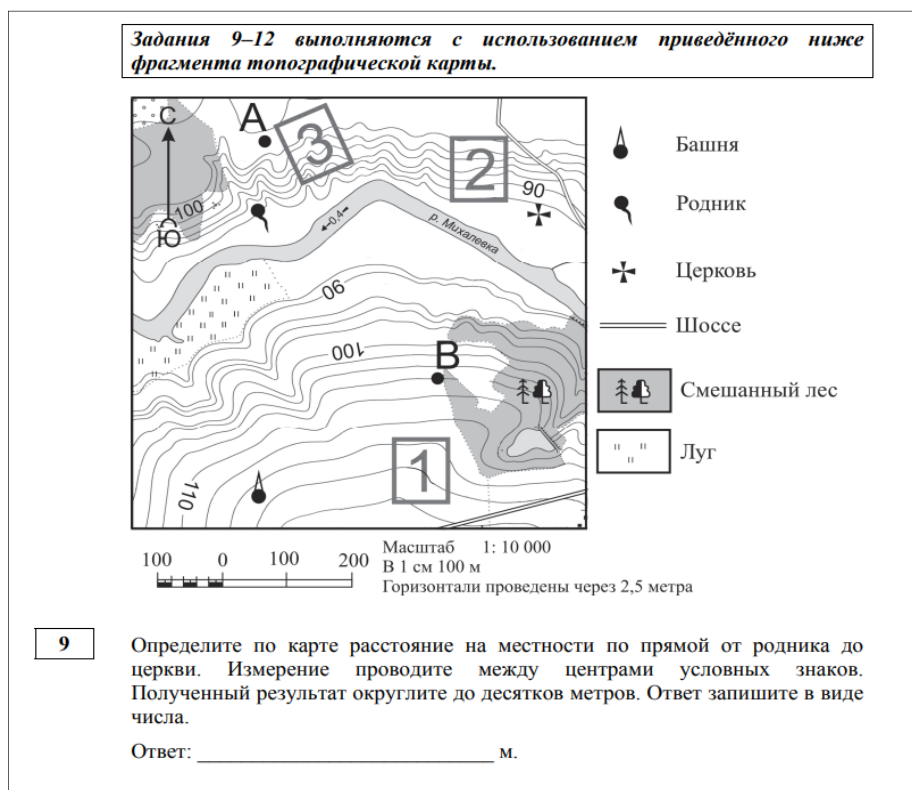 Задания 9–12 выполняются с использованием приведённого ниже
фрагмента топографической карты.
С
А
3
2
90
100
Ю
0,4
р. Михалевка
90
100
В
1
110
Башня
Родник
Церковь
Шоссе
Смешанный лес
Луг
100 0 100 200
Масштаб 1: 10 000
В 1 см 100 м
Горизонтали проведены через 2,5 метра
9
Определите по карте расстояние на местности по прямой от родника до
церкви. Измерение проводите между центрами условных знаков.
Полученный результат округлите до десятков метров. Ответ запишите в виде
числа.
Ответ: ___________________________ м.